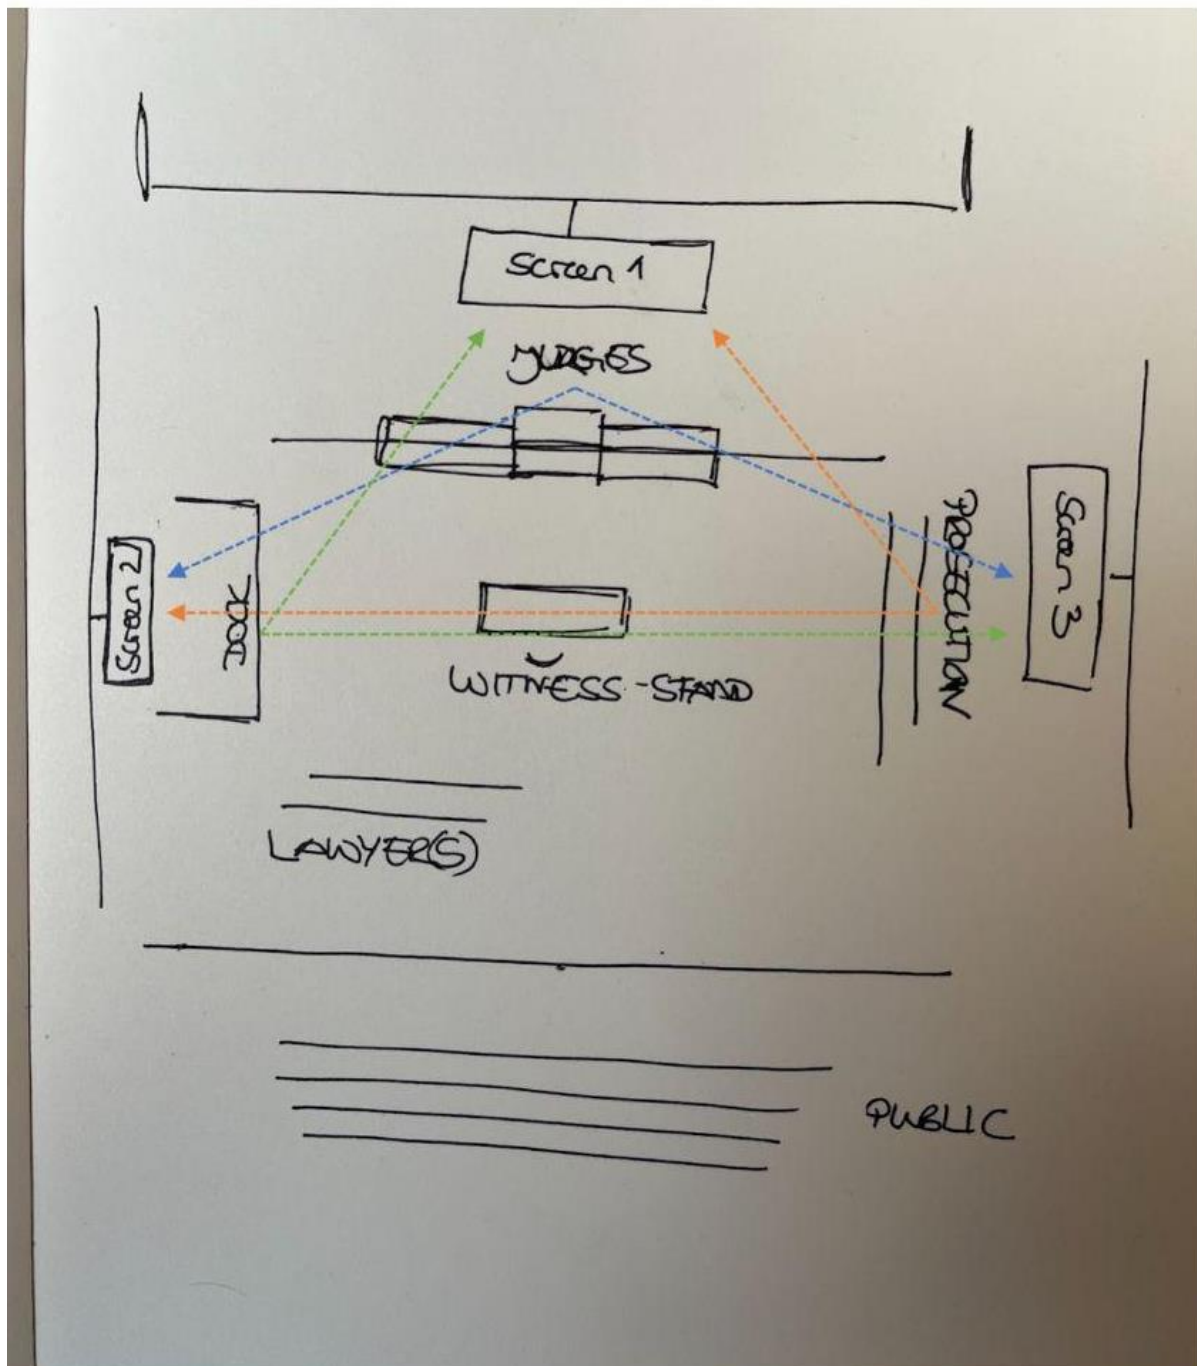 Screen 1
JUDGES
Screen 2
DOCK
WITNESS-STAND
PROSECUTION
Screen 3
LAWYER(S)
PUBLIC